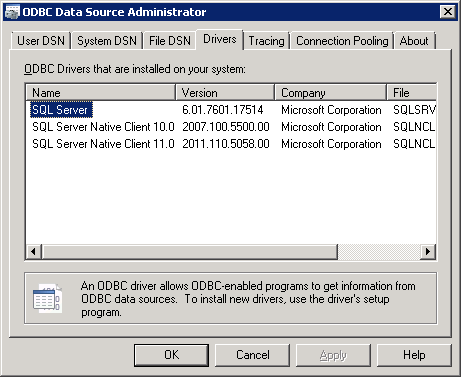 ODBC Data Source Administrator
User DSN System DSN File DSN Drivers Tracing Connection Pooling About
ODBC Drivers that are installed on your system:
Name Version Company File
SQL Server 6.01.7601.17514 Microsoft Corporation SQLSRV
SQL Server Native Client 10.0 2007.100.5500.00 Microsoft Corporation SQLNCL
SQL Server Native Client 11.0 2011.110.5058.00 Microsoft Corporation SQLNCL
An ODBC driver allows ODBC-enabled programs to get information from
ODBC data sources. To install new drivers, use the driver's setup
program.
OK Cancel Apply Help